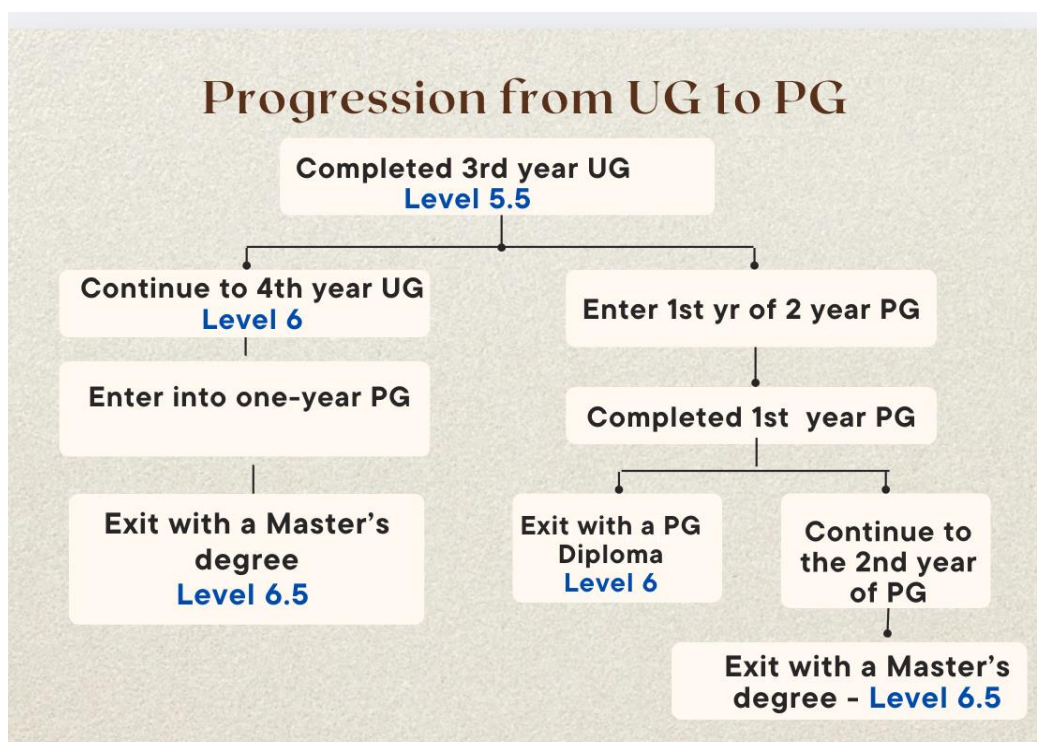 Progression from UG to PG
Completed 3rd year UG
Level 5.5
Continue to 4th year UG
Level 6
Enter into one-year PG
Exit with a Master's
degree
Level 6.5
Enter 1st yr of 2 year PG
Completed 1st year PG
Exit with a PG
Diploma
Level 6
Continue to
the 2nd year
of PG
Exit with a Master's
degree - Level 6.5